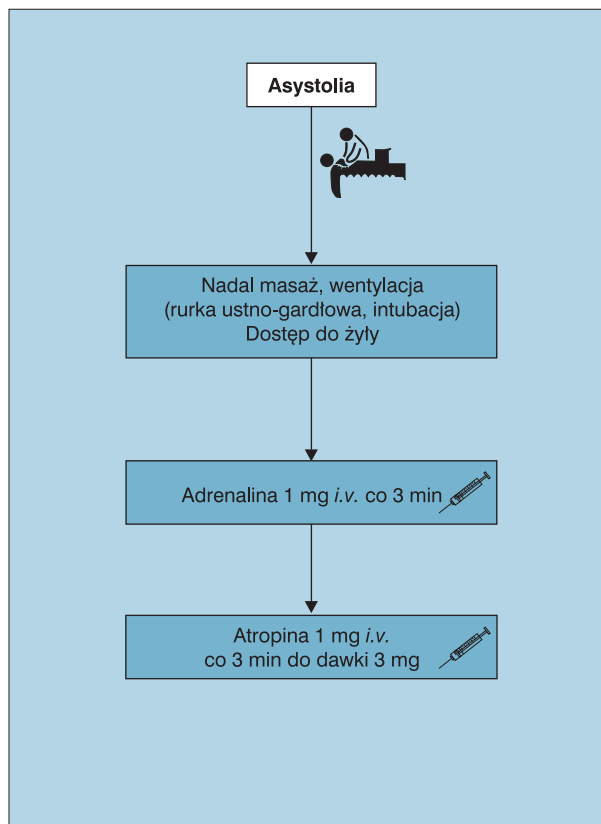 Asystolia
Nadal masaż, wentylacja
(rurka ustno-gardłowa, intubacja)
Dostęp do żyły
Adrenalina 1 mg i.v. co 3 min
Atropina 1 mg i.v.
co 3 min do dawki 3 mg